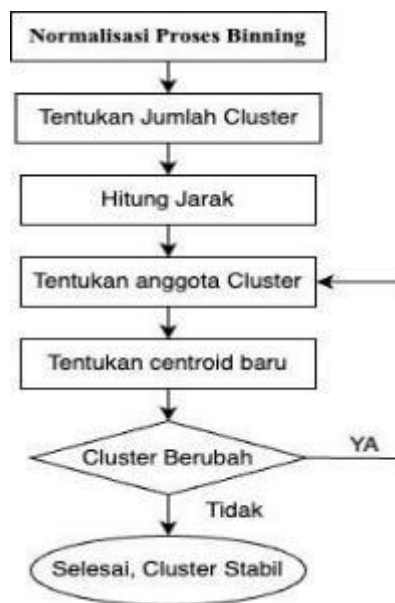 Normalisasi Proses Binning
Tentukan Jumlah Cluster
Hitung Jarak
Tentukan anggota Cluster
Tentukan centroid baru
Cluster Berubah
YA
Tidak
Selesai, Cluster Stabil